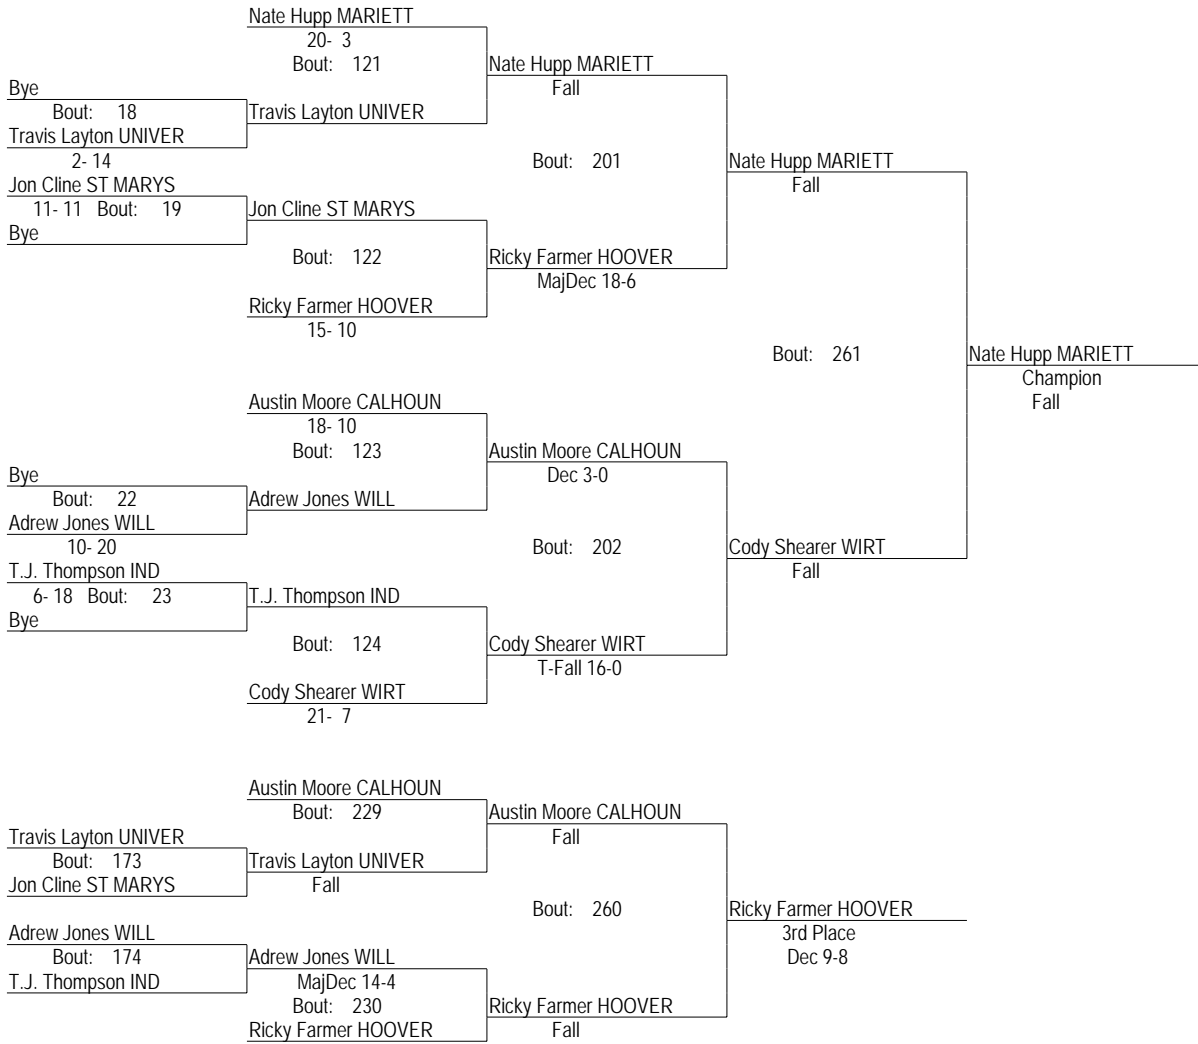 Nate Hupp MARIETT
20- 3
Bout: 121
Nate Hupp MARIETT
Fall
Bye
Bout: 18
Travis Layton UNIVER
Travis Layton UNIVER
2- 14
Bout: 201
Nate Hupp MARIETT
Fall
Jon Cline ST MARYS
11- 11 Bout: 19
Jon Cline ST MARYS
Bye
Bout: 122
Ricky Farmer HOOVER
MajDec 18-6
Ricky Farmer HOOVER
15- 10
Bout: 261
Nate Hupp MARIETT
Champion
Fall
Austin Moore CALHOUN
18- 10
Bout: 123
Austin Moore CALHOUN
Dec 3-0
Bye
Bout: 22
Adrew Jones WILL
Adrew Jones WILL
10- 20
Bout: 202
Cody Shearer WIRT
Fall
T.J. Thompson IND
6- 18 Bout: 23
T.J. Thompson IND
Bye
Bout: 124
Cody Shearer WIRT
T-Fall 16-0
Cody Shearer WIRT
21- 7
Austin Moore CALHOUN
Bout: 229
Austin Moore CALHOUN
Fall
Travis Layton UNIVER
Bout: 173
Travis Layton UNIVER
Fall
Jon Cline ST MARYS
Bout: 260
Ricky Farmer HOOVER
3rd Place
Dec 9-8
Adrew Jones WILL
Bout: 174
Adrew Jones WILL
T.J. Thompson IND
MajDec 14-4
Bout: 230
Ricky Farmer HOOVER
Fall
Ricky Farmer HOOVER